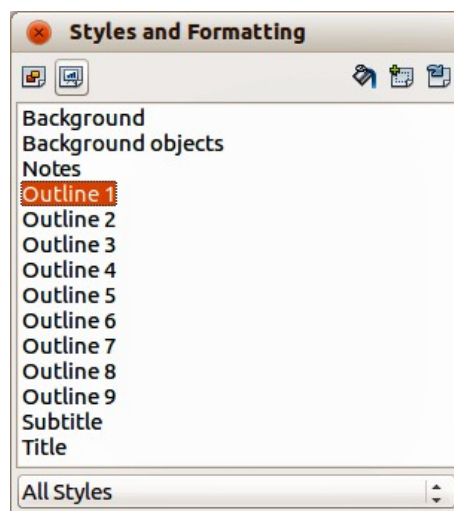 Styles and Formatting
Background
Background objects
Notes
Outline 1
Outline 2
Outline 3
Outline 4
Outline 5
Outline 6
Outline 7
Outline 8
Outline 9
Subtitle
Title
All Styles